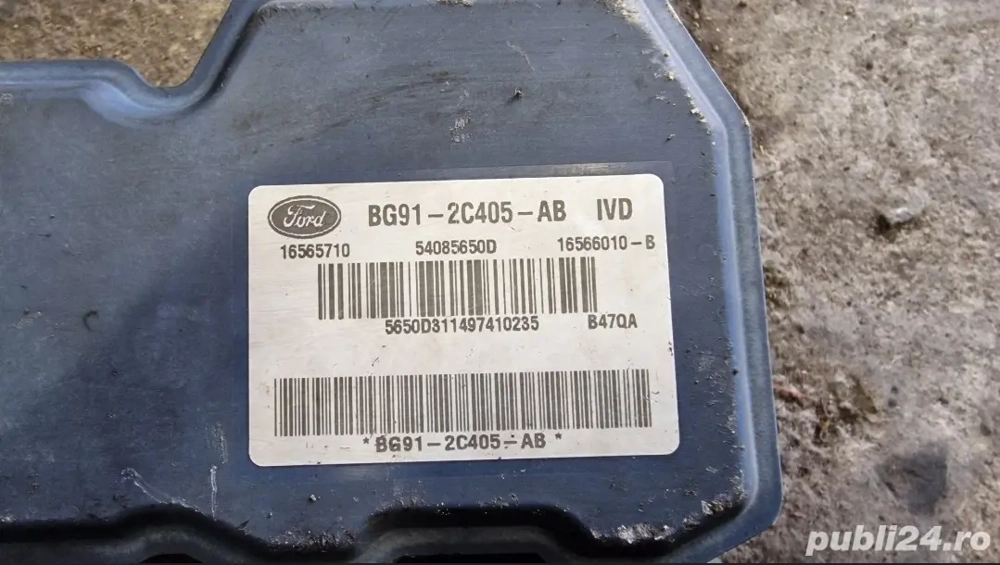 Ford BG91-2C405-AB IVD
16565710 54085650D 16566010-B
5650D311497410235 B47QA
*BG91-2C405-AB*
publi24.ro